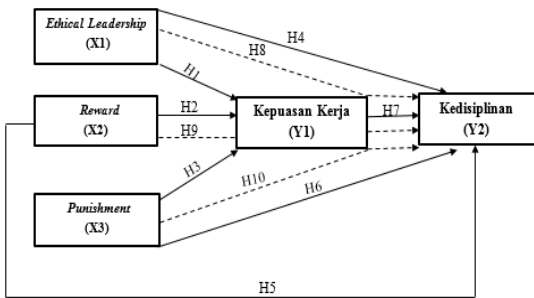 Ethical Leadership
(X1)
H4
H8
H1
Reward
(X2)
H2
H9
Kepuasan Kerja
(Y1)
H7
Kedisiplinan
(Y2)
H3
H10
H6
Punishment
(X3)
H5